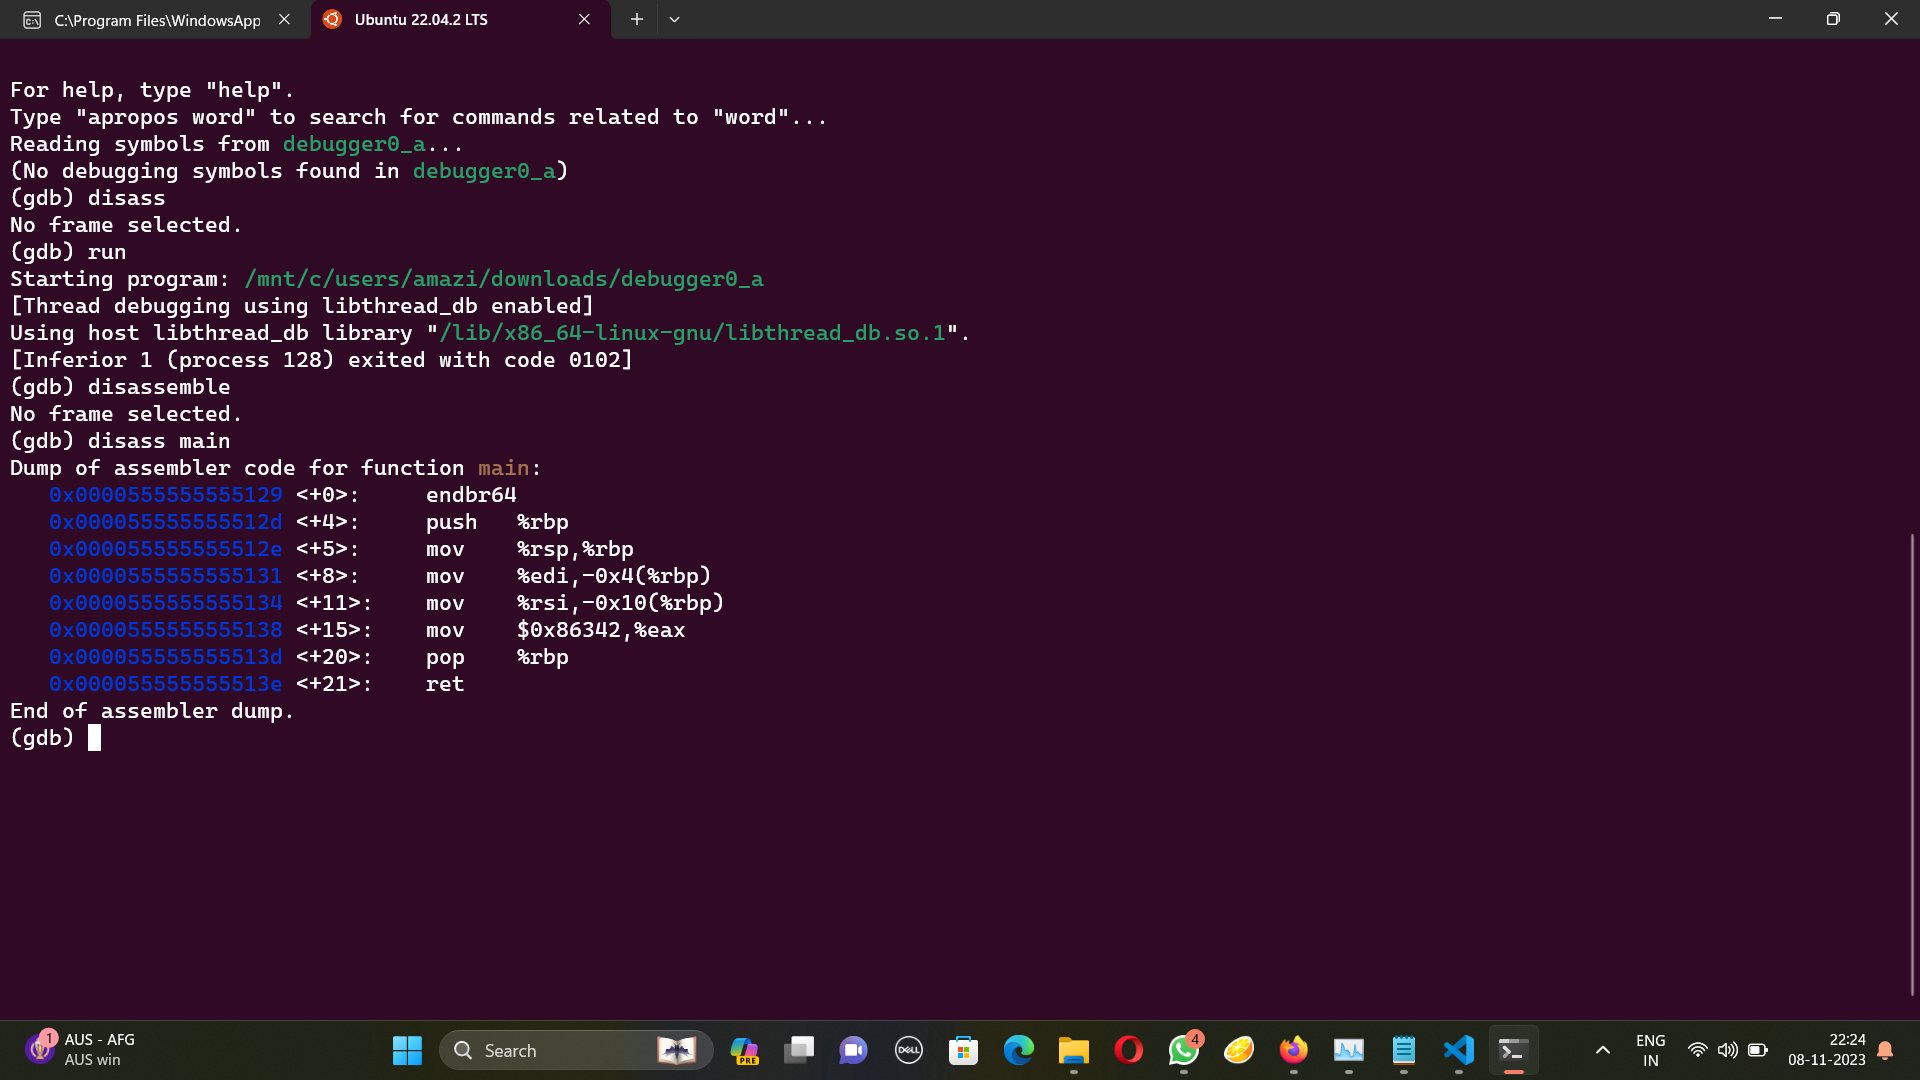 C:\Program Files\WindowsApp
Ubuntu 22.04.2 LTS
For help, type "help".
Type "apropos word" to search for commands related to "word"...
Reading symbols from debugger0_a...
(No debugging symbols found in debugger0_a)
(gdb) disass
No frame selected.
(gdb) run
Starting program: /mnt/c/users/amazi/downloads/debugger0_a
[Thread debugging using libthread_db enabled]
Using host libthread_db library "/lib/x86_64-linux-gnu/libthread_db.so.1".
[Inferior 1 (process 128) exited with code 0102]
(gdb) disassemble
No frame selected.
(gdb) disass main
Dump of assembler code for function main:
0x0000555555555129 <+0>: endbr64
0x000055555555512d <+4>: push %rbp
0x000055555555512e <+5>: mov %rsp,%rbp
0x0000555555555131 <+8>: mov %edi,-0x4(%rbp)
0x0000555555555134 <+11>: mov %rsi,-0x10(%rbp)
0x0000555555555138 <+15>: mov $0x86342,%eax
0x000055555555513d <+20>: pop %rbp
0x000055555555513e <+21>: ret
End of assembler dump.
(gdb)
1
AUS - AFG
AUS win
Search
PRE
DELL
4
ENG
IN
22:24
08-11-2023